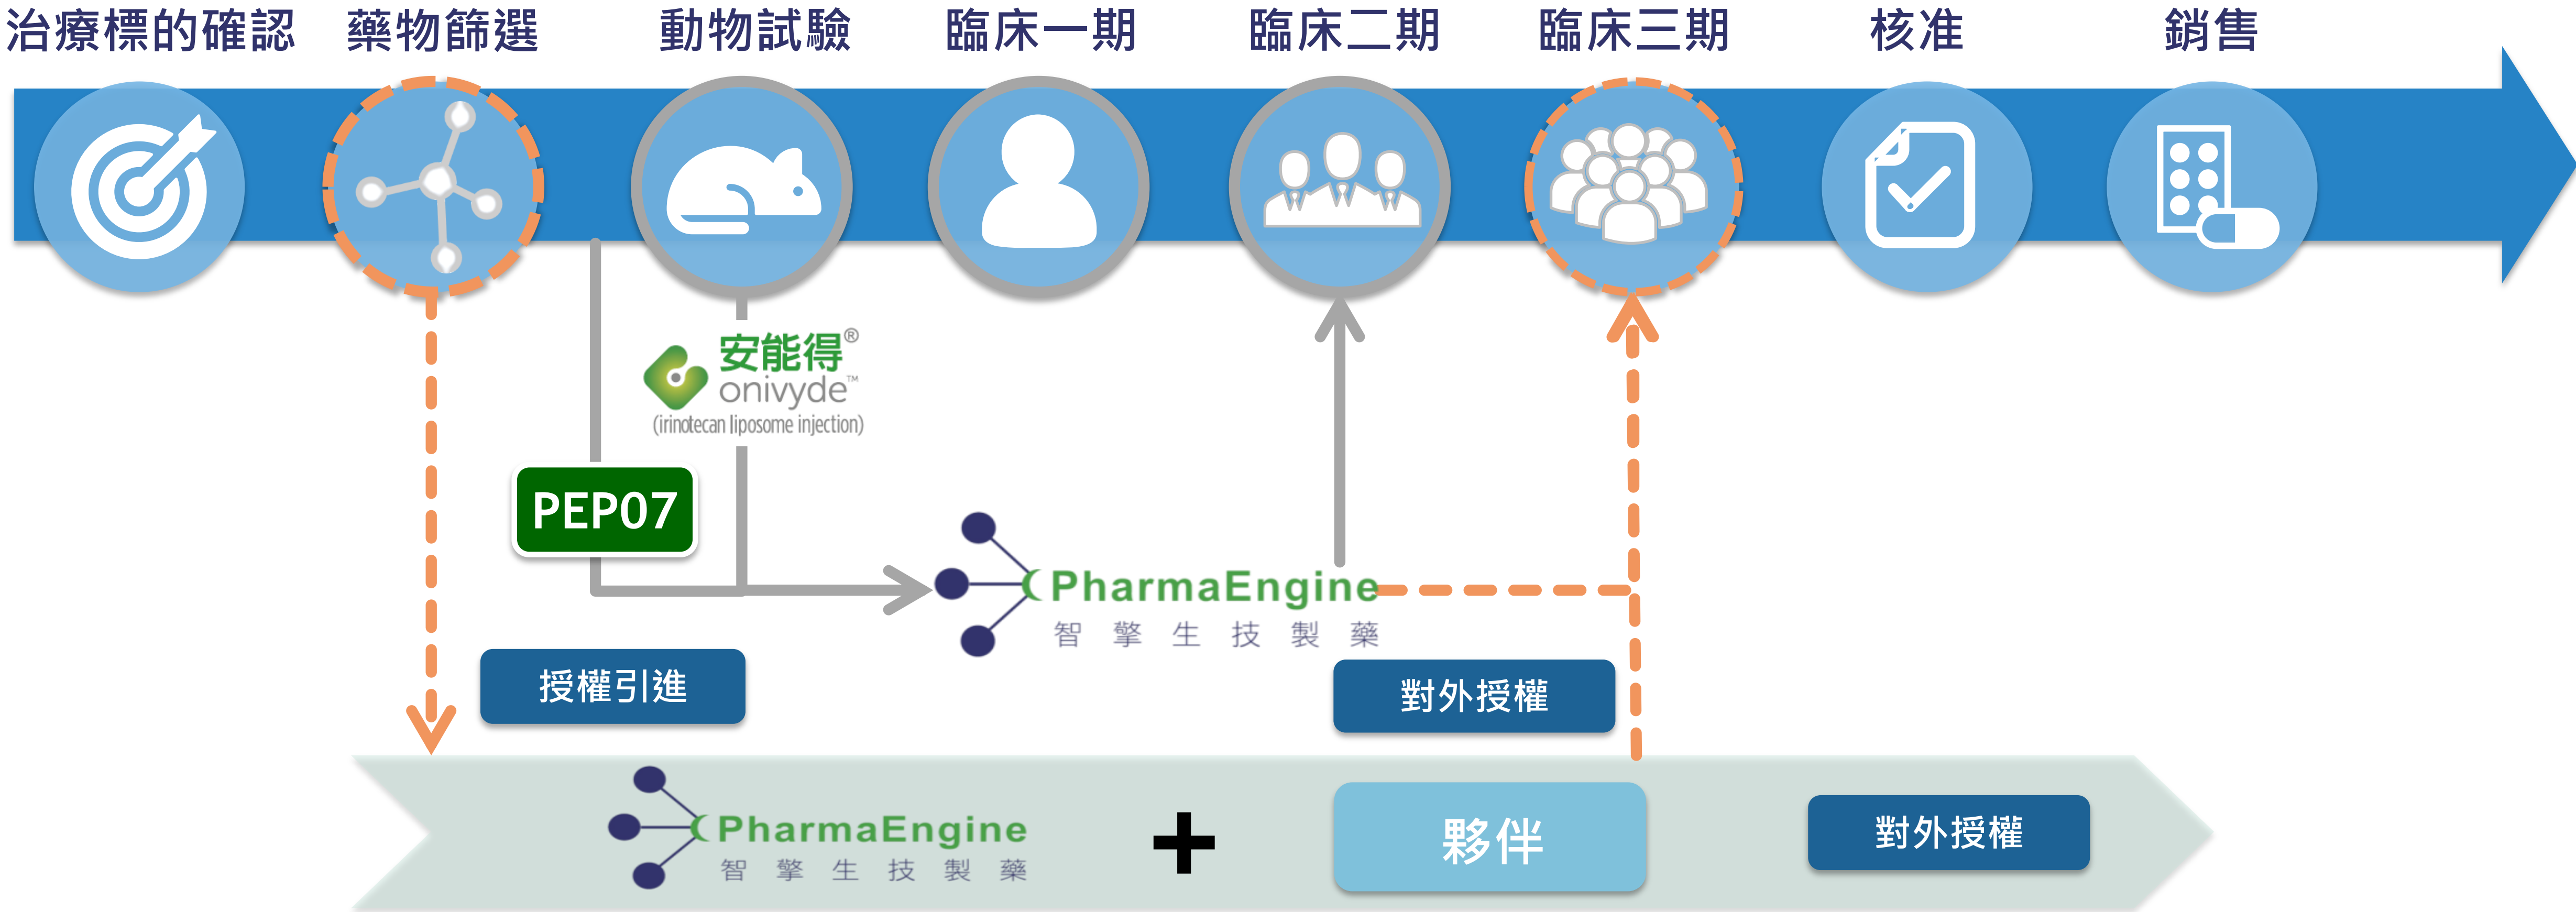 治療標的確認 藥物篩選 動物試驗 臨床一期 臨床二期 臨床三期 核准 銷售
安能得®
onivyde™
(irinotecan liposome injection)
PEP07
PharmaEngine
智擎生技製藥
授權引進
對外授權
PharmaEngine
智擎生技製藥
+
夥伴
對外授權